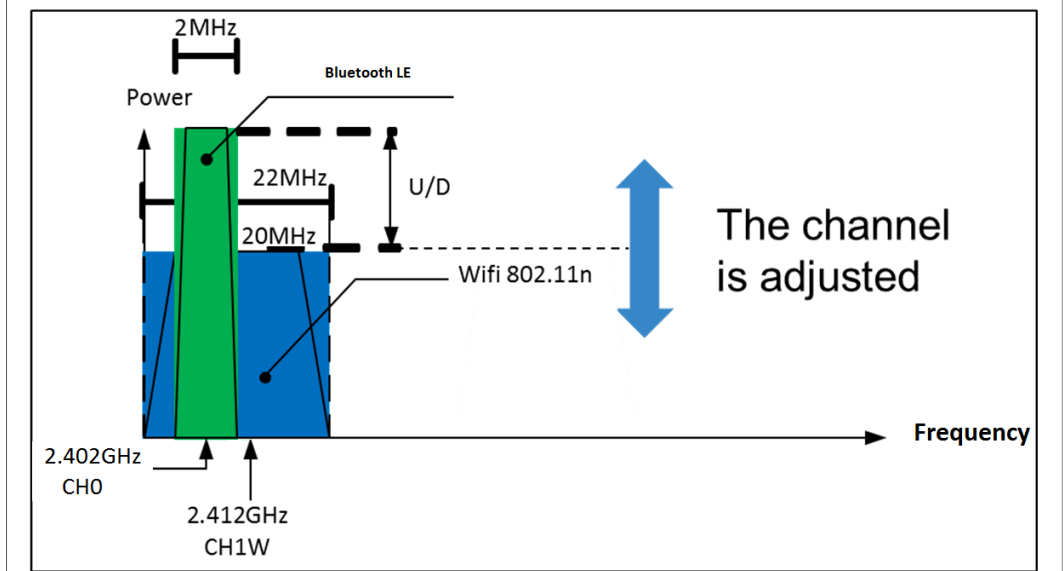 2MHz
Bluetooth LE
Power
22MHz
U/D
20MHz
Wifi 802.11n
The channel
is adjusted
Frequency
2.402GHz
CH0
2.412GHz
CH1W